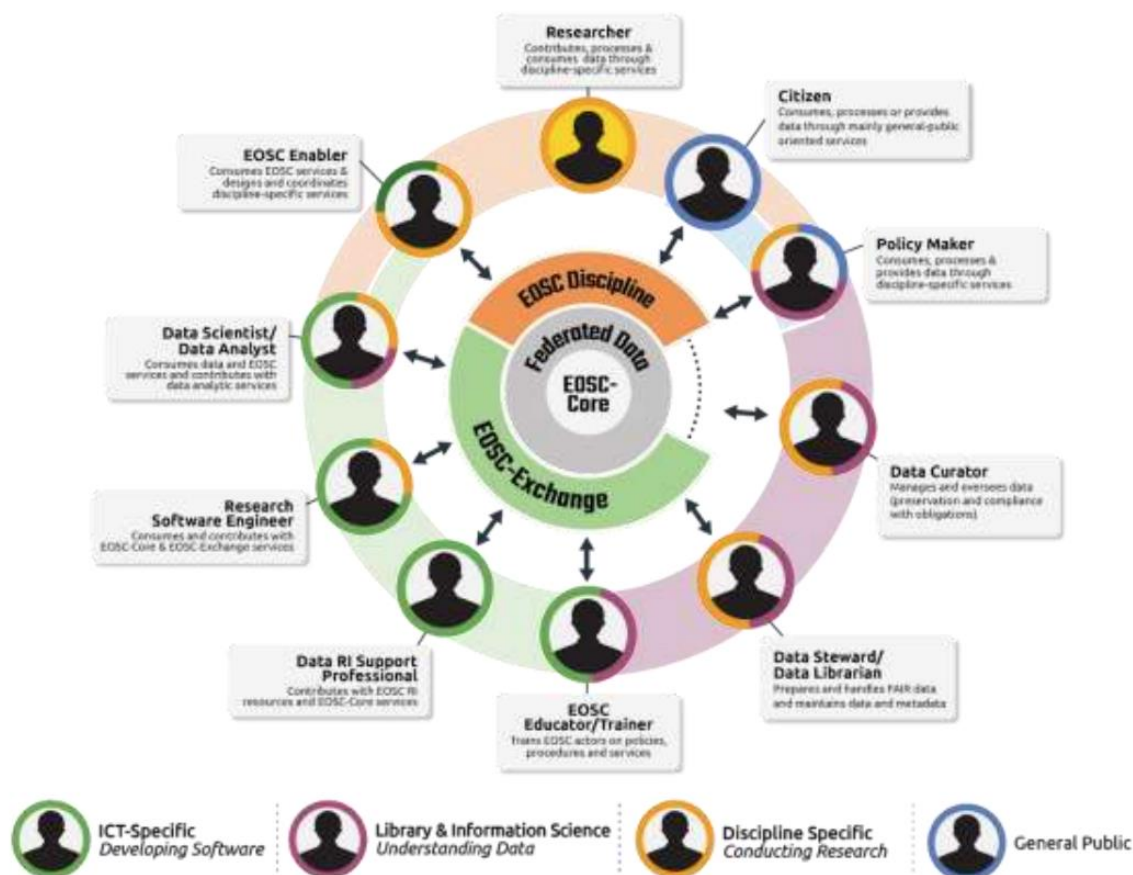 Researcher
Contributes, processes &
consumes data through
discipline-specific services
Citizen
Consumes, processes or provides
data through mainly general-public
oriented services
EOSC Enabler
Consumes EOSC services &
designs and coordinates
discipline-specific services
Policy Maker
Consumes, processes &
provides data through
discipline-specific services
EOSC Discipline
Federated Data
EOSC-
Core
EOSC-Exchange
Data Scientist/
Data Analyst
Consumes data and EOSC
services and contributes with
data analytic services
Data Curator
Manages and oversees data
(preservation and compliance
with obligations)
Research
Software Engineer
Consumes and contributes with
EOSC-Core & EOSC-Exchange services
Data RI Support
Professional
Contributes with EOSC RI
resources and EOSC-Core services
EOSC
Educator/Trainer
Trains EOSC actors on policies,
procedures and services
Data Steward/
Data Librarian
Prepares and handles FAIR data
and maintains data and metadata
ICT-Specific
Developing Software
Library & Information Science
Understanding Data
Discipline Specific
Conducting Research
General Public